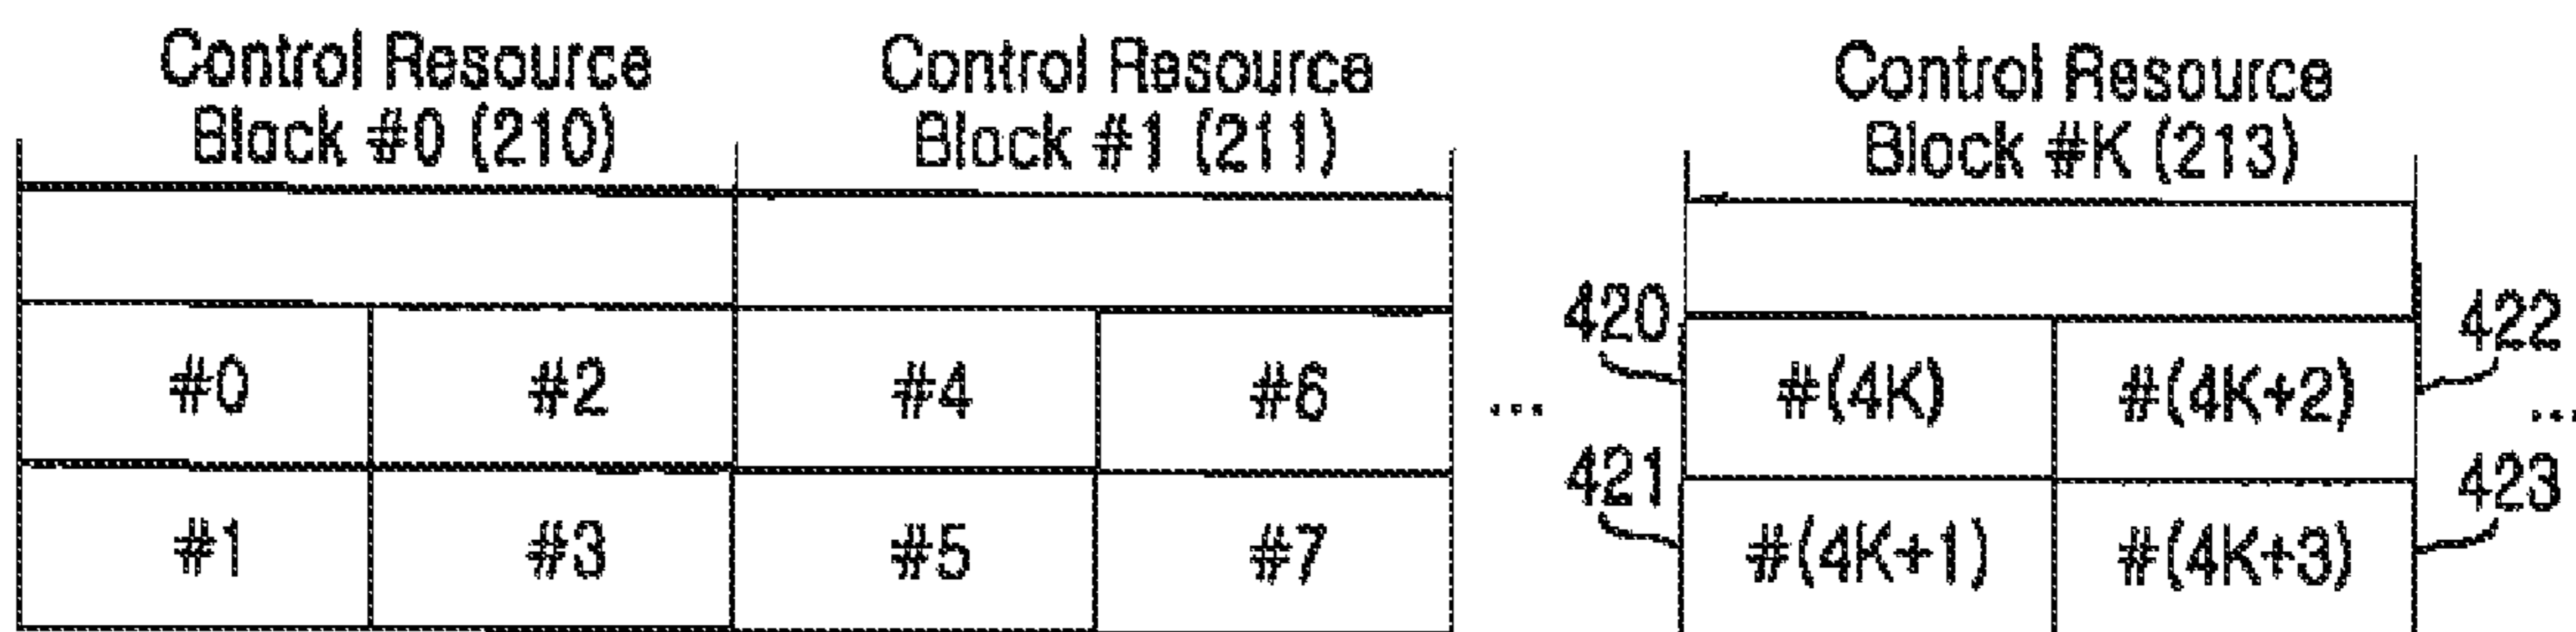 Control Resource
Block #0 (210)
Control Resource
Block #1 (211)
Control Resource
Block #K (213)
#0
#2
#4
#6
...
420
#(4K)
#(4K+2)
422
...
#1
#3
#5
#7
421
#(4K+1)
#(4K+3)
423